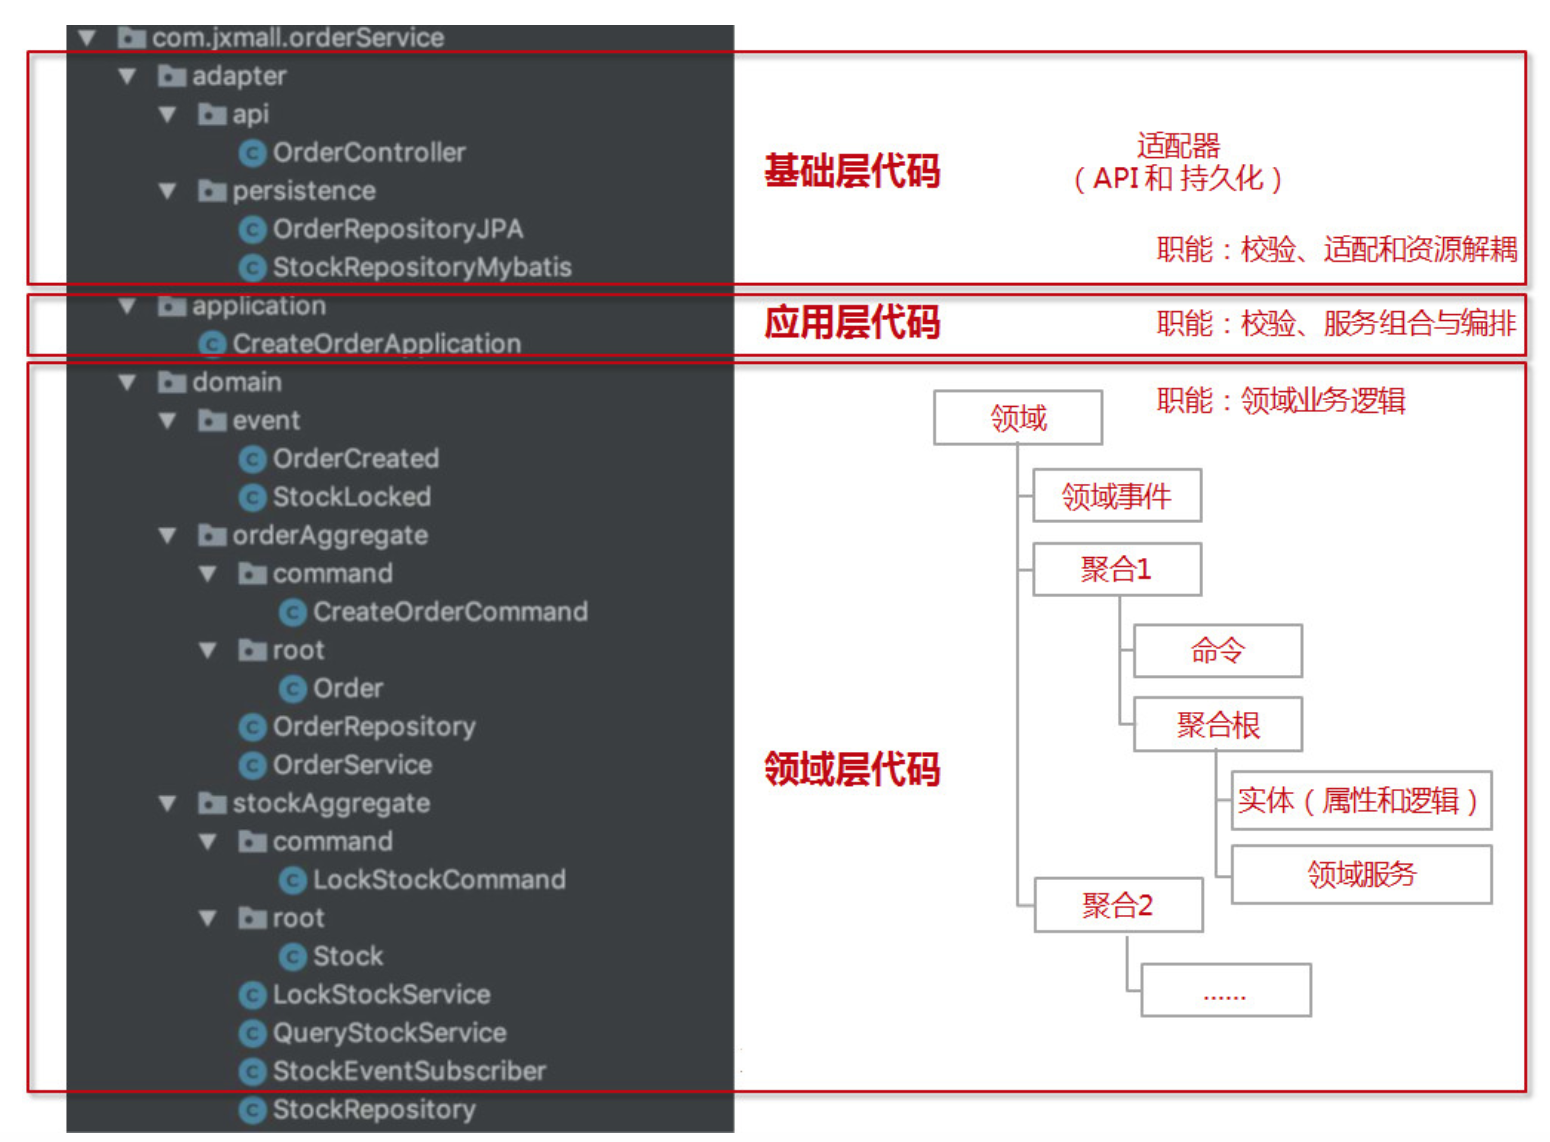 com.jxmall.orderService
adapter
api
OrderController
persistence
OrderRepositoryJPA
StockRepositoryMybatis
基础层代码
适配器
（API 和 持久化）
职能：校验、适配和资源解耦
application
CreateOrderApplication
应用层代码
职能：校验、服务组合与编排
domain
event
OrderCreated
StockLocked
orderAggregate
command
CreateOrderCommand
root
Order
OrderRepository
OrderService
stockAggregate
command
LockStockCommand
root
Stock
LockStockService
QueryStockService
StockEventSubscriber
StockRepository
领域层代码
职能：领域业务逻辑
领域
领域事件
聚合1
命令
聚合根
实体（属性和逻辑）
领域服务
聚合2
......